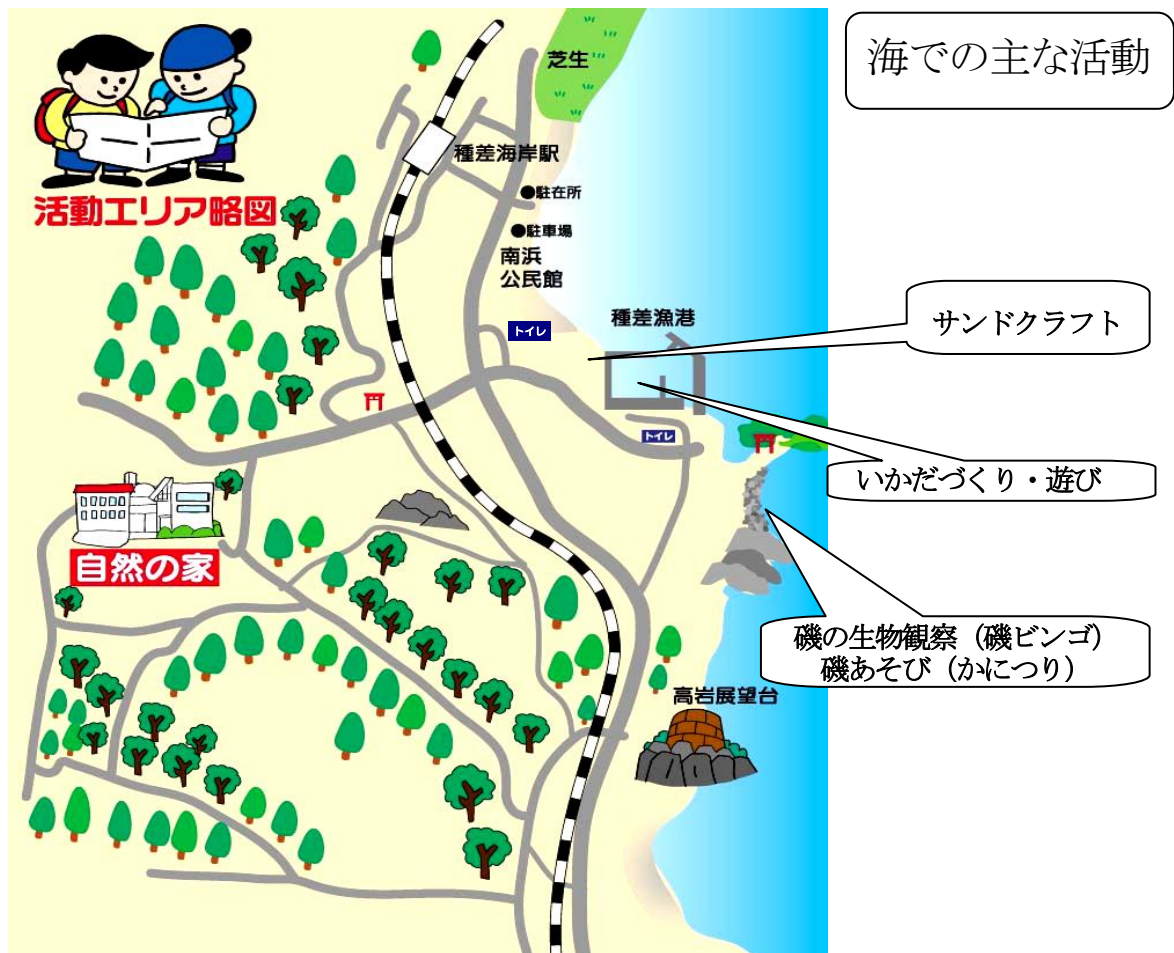 海での主な活動
活動エリア略図
芝生
種差海岸駅
●駐在所
●駐車場
南浜
公民館
トイレ
種差漁港
サンドクラフト
トイレ
いかだづくり・遊び
自然の家
磯の生物観察（磯ビンゴ）
磯あそび（かにつり）
高岩展望台